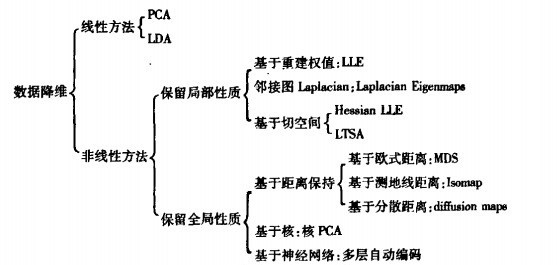 PCA
线性方法
LDA
基于重建权值:LLE
数据降维
保留局部性质
邻接图 Laplacian;Laplacian Eigenmaps
Hessian LLE
基于切空间
LTSA
非线性方法
基于欧式距离:MDS
基于距离保持
基于测地线距离:Isomap
基于分散距离:diffusion maps
保留全局性质
基于核:核 PCA
基于神经网络:多层自动编码